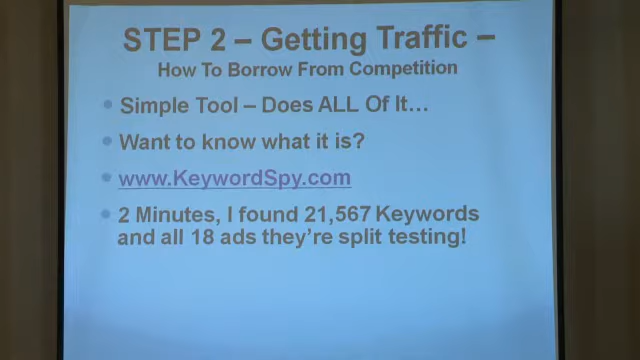 STEP 2 – Getting Traffic –
How To Borrow From Competition
• Simple Tool – Does ALL Of It…
• Want to know what it is?
• www.KeywordSpy.com
• 2 Minutes, I found 21,567 Keywords
and all 18 ads they're split testing!